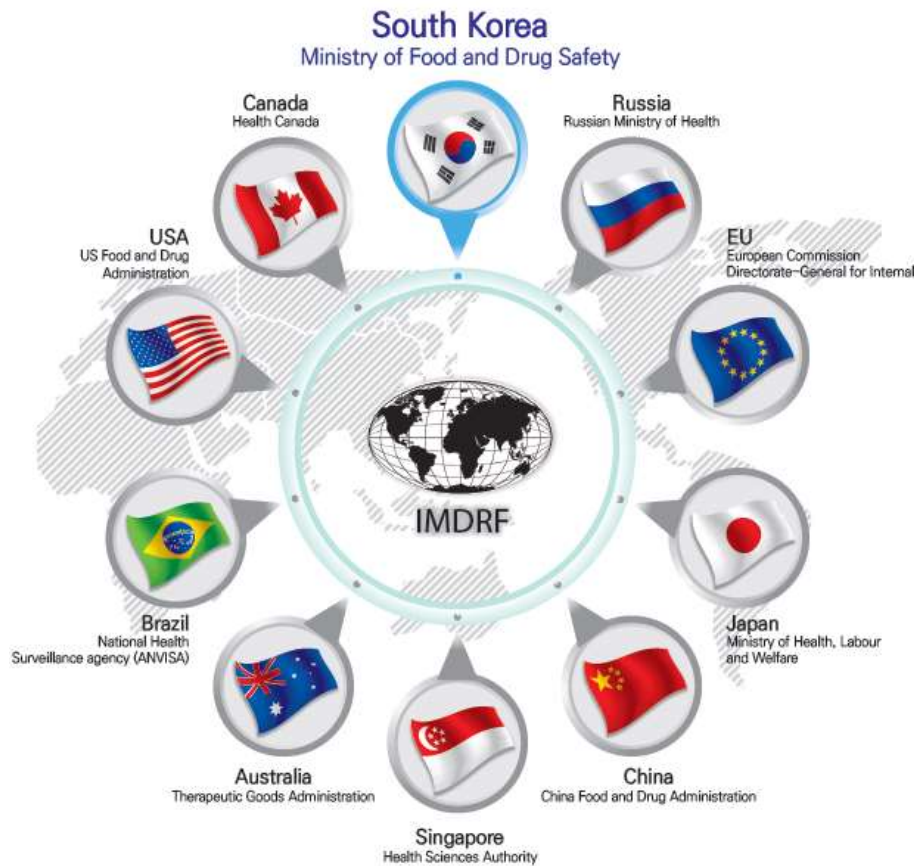 South Korea
Ministry of Food and Drug Safety
Canada
Health Canada
Russia
Russian Ministry of Health
USA
US Food and Drug
Administration
EU
European Commission
Directorate-General for Internal
IMDRF
Brazil
National Health
Surveillance agency (ANVISA)
Japan
Ministry of Health, Labour
and Welfare
Australia
Therapeutic Goods Administration
China
China Food and Drug Administration
Singapore
Health Sciences Authority